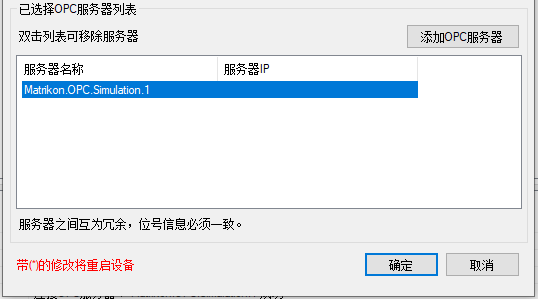 已选择OPC服务器列表
双击列表可移除服务器
添加OPC服务器
服务器名称 服务器IP
Matrikon.OPC.Simulation.1
服务器之间互为冗余，位号信息必须一致。
带(*)的修改将重启设备
确定 取消